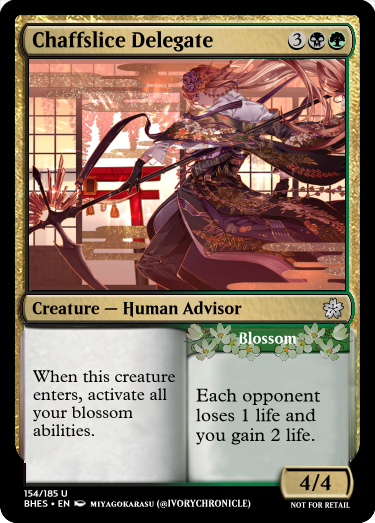 Chaffslice Delegate 3
Creature — Human Advisor
When this creature
enters, activate all
your blossom
abilities.
Blossom
Each opponent
loses 1 life and
you gain 2 life.
4/4
154/185 U
BHES • EN MIYAGOKARASU (@IVORYCHRONICLE)
NOT FOR RETAIL